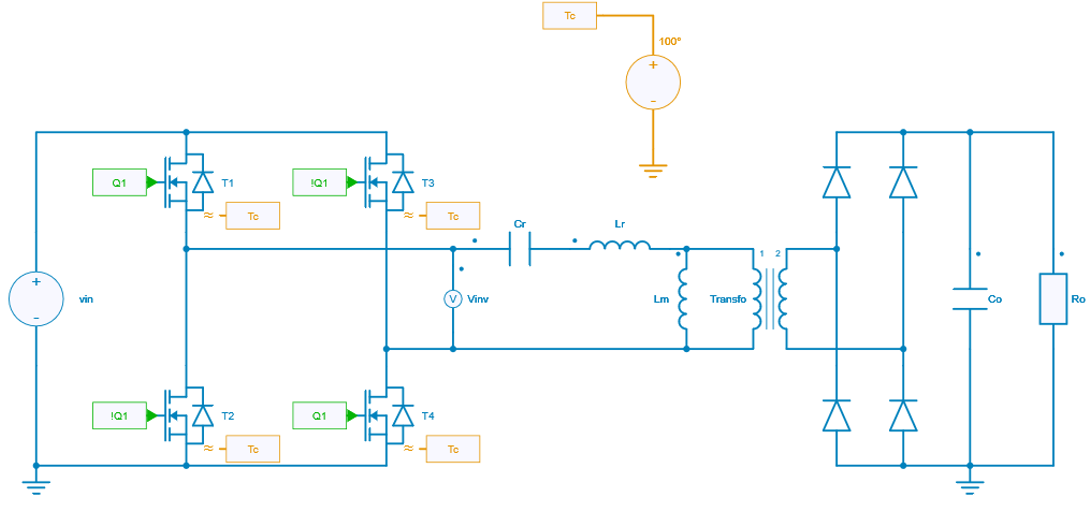 Tc
100°
+
-
Q1
T1
!Q1
T3
≈
Tc
≈
Tc
Cr
Lr
+
-
vin
V
Vinv
Lm
1
2
Transfo
Co
Ro
!Q1
T2
Q1
T4
≈
Tc
≈
Tc